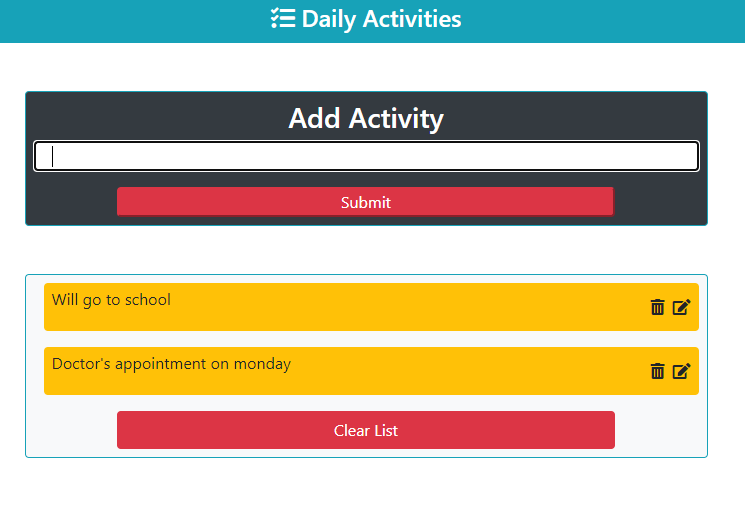 Daily Activities
Add Activity
Submit
Will go to school
Doctor's appointment on monday
Clear List